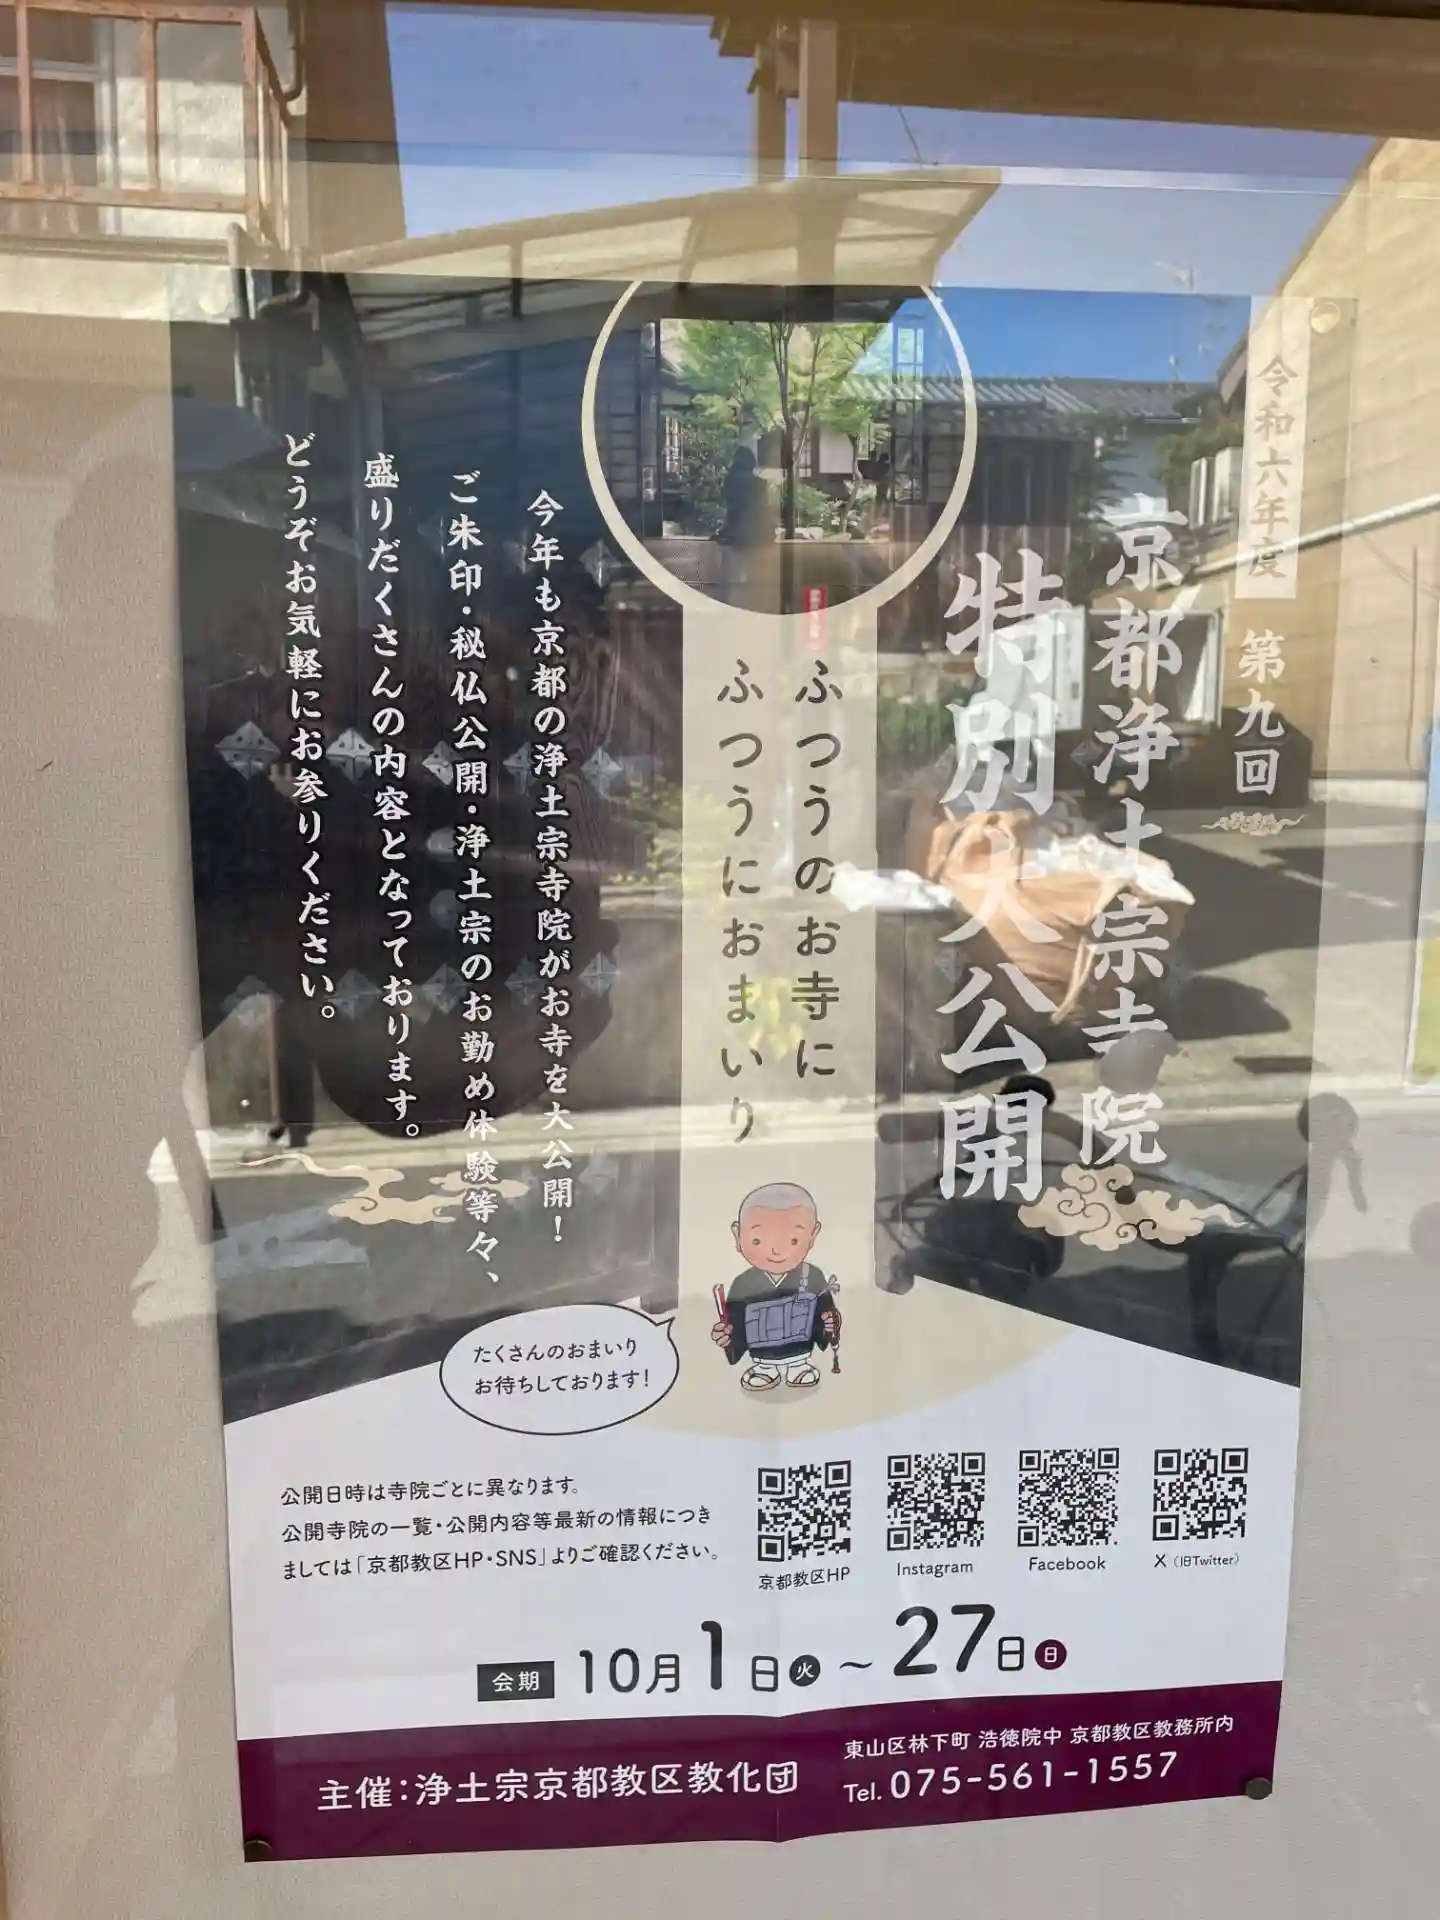 令和六年度 第九回
京都浄土宗寺院
特別大公開
ふつうのお寺に
ふつうにおまいり
今年も京都の浄土宗寺院がお寺を大公開！
ご朱印・秘仏公開・浄土宗のお勤め体験等々、
盛りだくさんの内容となっております。
どうぞお気軽にお参りください。
たくさんのおまいり
お待ちしております！
公開日時は寺院ごとに異なります。
公開寺院の一覧・公開内容等最新の情報につき
ましては「京都教区HP・SNS」よりご確認ください。
京都教区HP
Instagram
Facebook
X（旧Twitter）
会期 10月1日火～27日日
主催：浄土宗京都教区教化団
東山区林下町 浩徳院中 京都教区教務所内
Tel. 075-561-1557